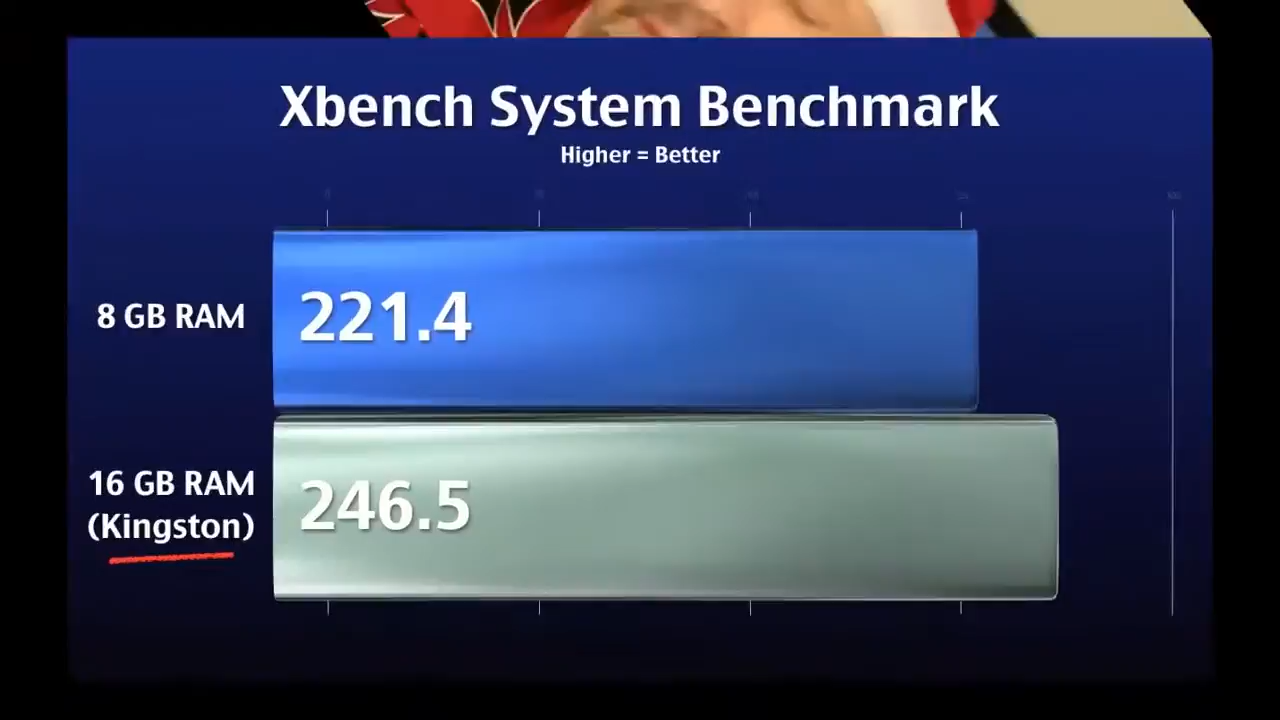 Xbench System Benchmark
Higher = Better
8 GB RAM
221.4
16 GB RAM
(Kingston)
246.5